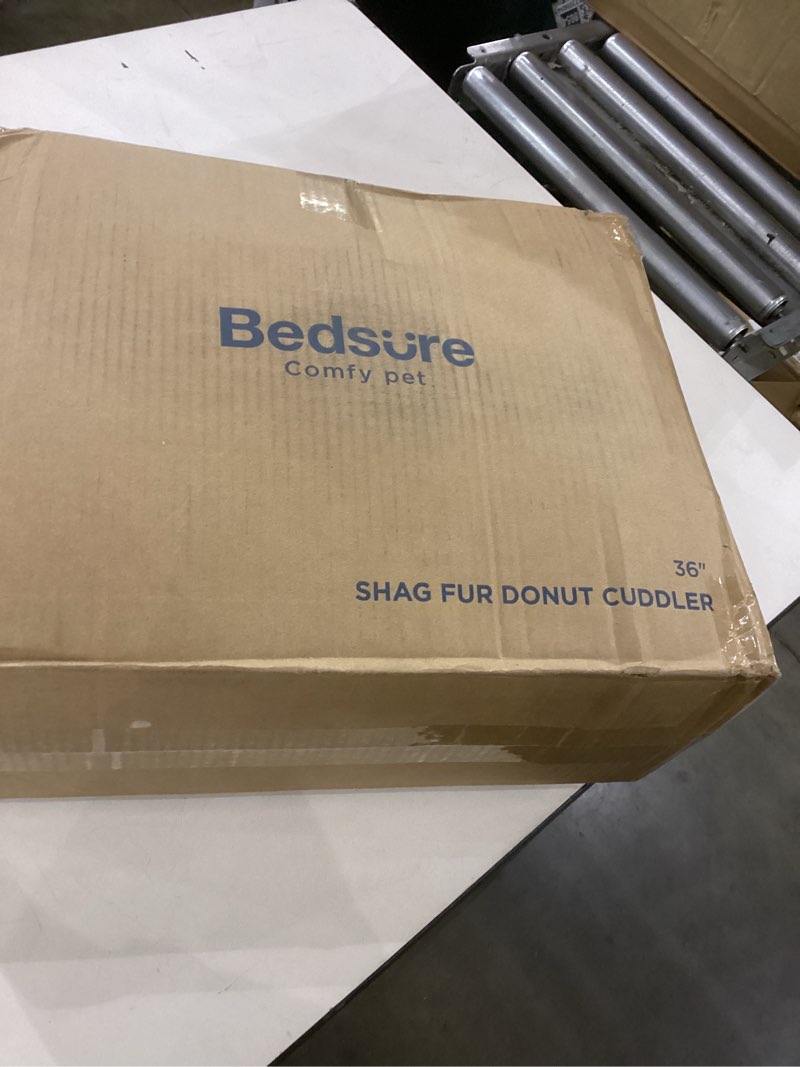 Bedsure
Comfy pet
36"
SHAG FUR DONUT CUDDLER